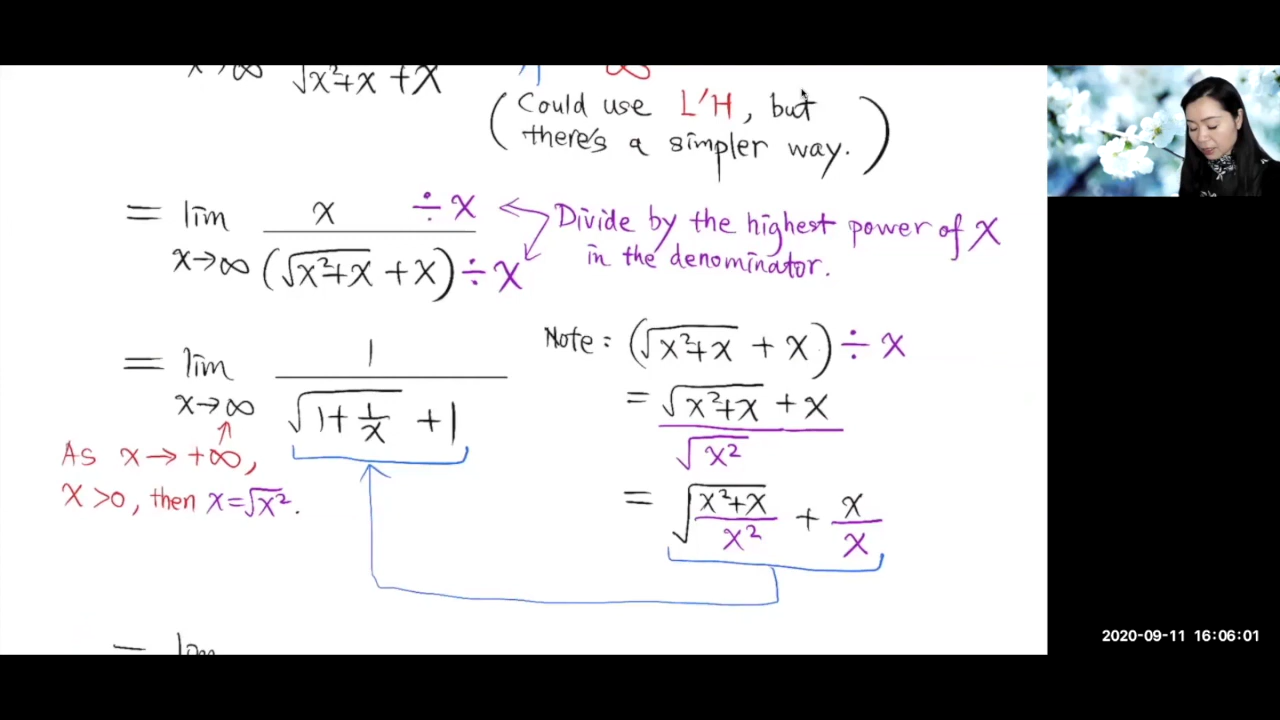 x→∞ √x²+x + x ∞
(Could use L'H, but
there's a simpler way.)
= lim x ÷ x Divide by the highest power of x
x→∞ (√x²+x + x) ÷ x in the denominator.
Note: (√x²+x + x) ÷ x
= lim 1
x→∞ √1+1/x + 1
= √x²+x + x
√x²
As x → +∞,
x > 0, then x = √x².
= √x²+x/x² + x/x
= lim
2020-09-11 16:06:01